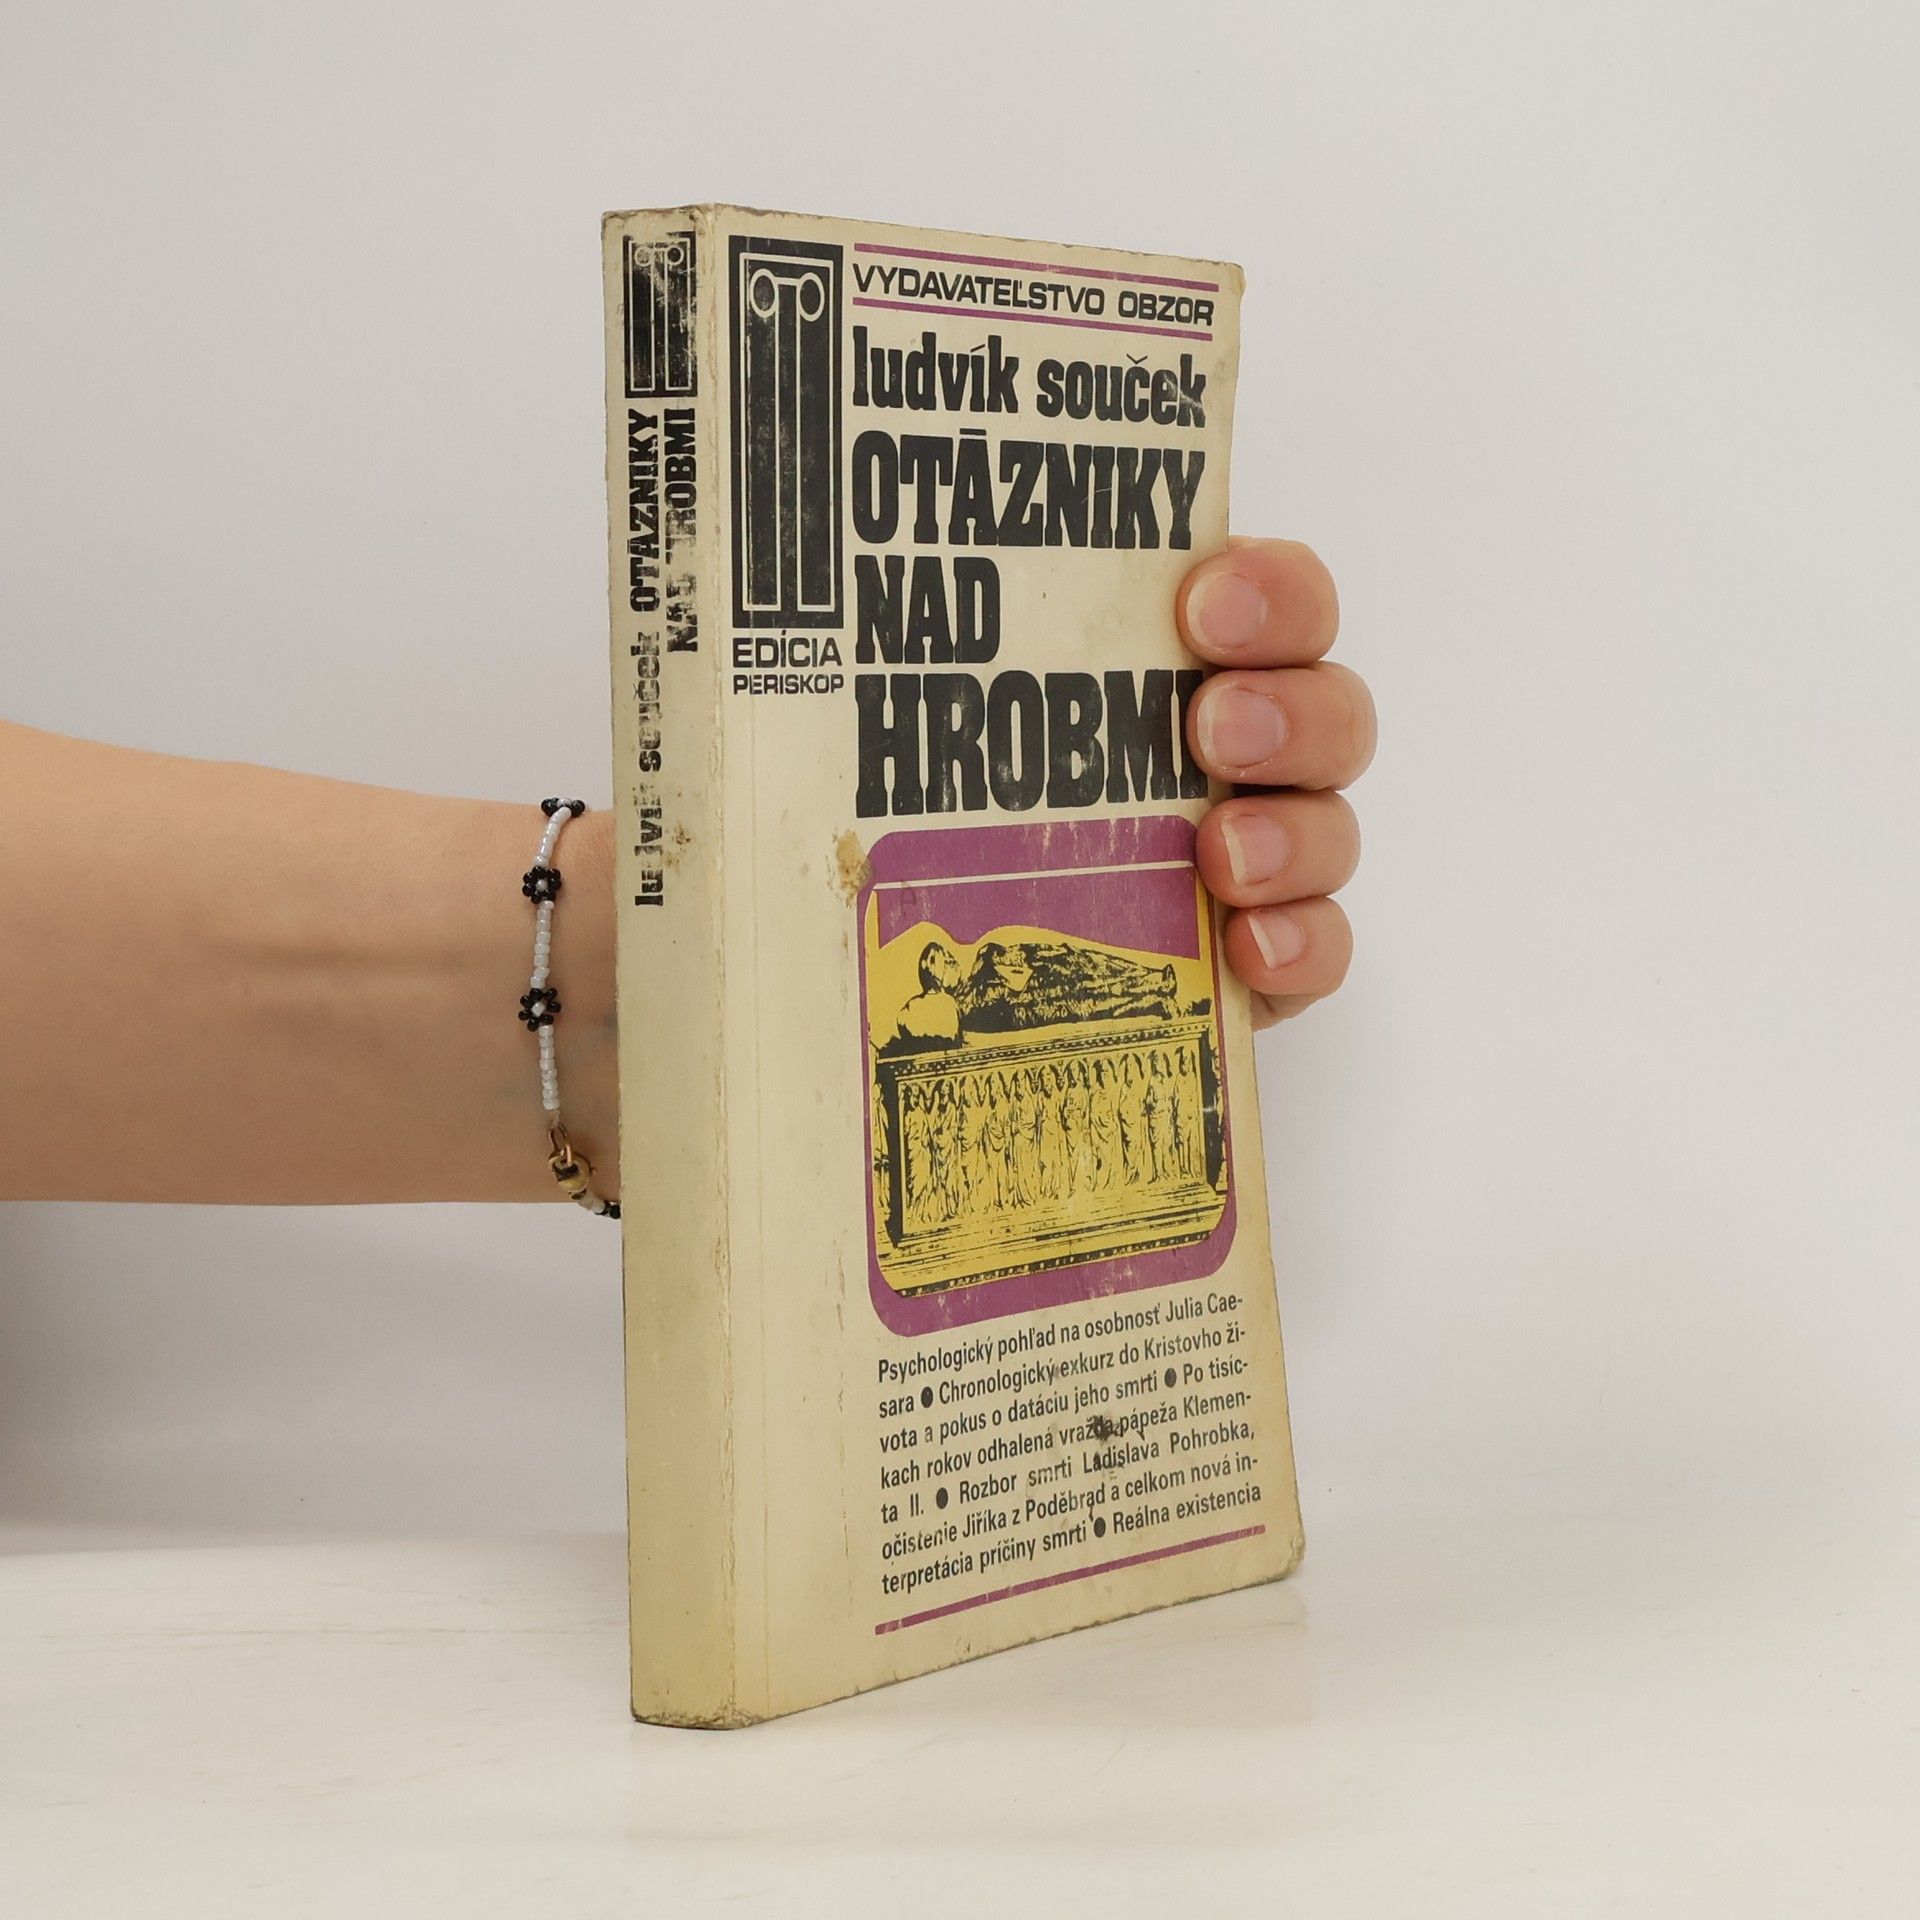 VYDAVATEĽSTVO OBZOR
ludvík souček
OTÁZNIKY
NAD
HROBMI
EDÍCIA
PERISKOP
Psychologický pohľad na osobnosť Julia Cae-
sara ● Chronologický exkurz do Kristovho ži-
vota a pokus o datáciu jeho smrti ● Po tisíc-
kach rokov odhalená vražda pápeža Klemen-
ta II. ● Rozbor smrti Ladislava Pohrobka,
očistenie Jiříka z Poděbrad a celkom nová in-
terpretácia príčiny smrti ● Reálna existencia
ludvík souček OTÁZNIKY
NAD HROBMI